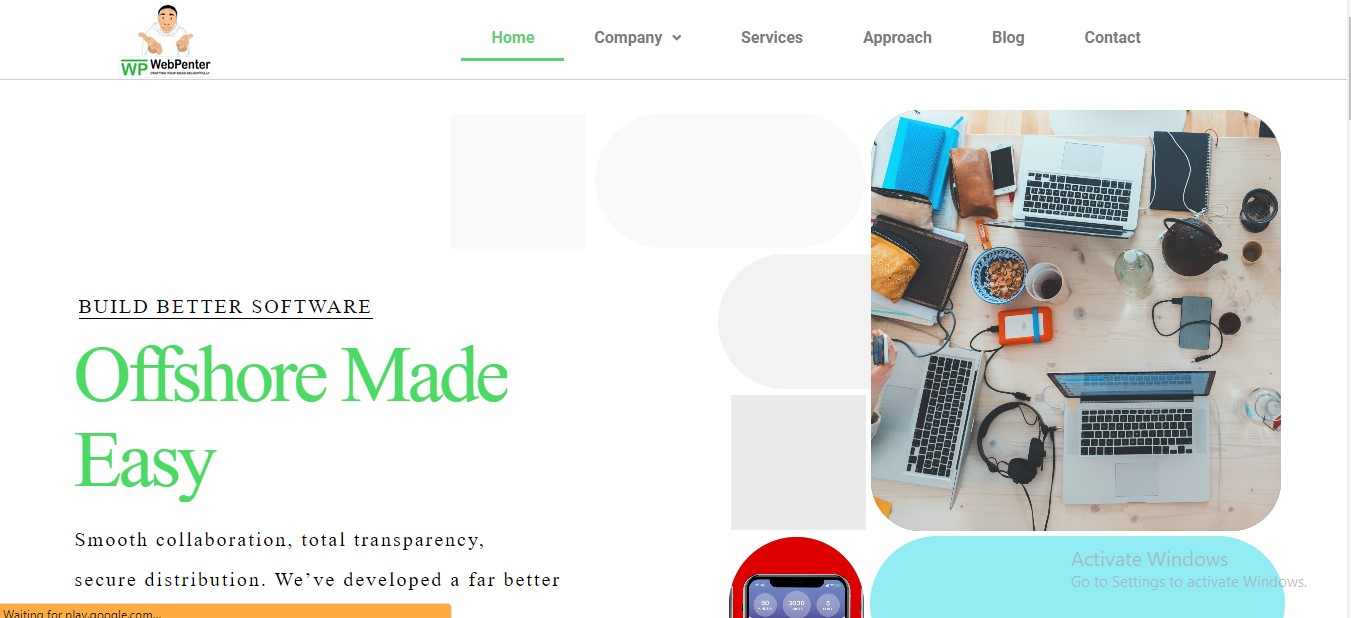 WP WebPenter
CRAFTING YOUR IDEAS DELIGHTFULLY
Home Company Services Approach Blog Contact
BUILD BETTER SOFTWARE
Offshore Made
Easy
Smooth collaboration, total transparency,
secure distribution. We’ve developed a far better
50 3030 5
Activate Windows
Go to Settings to activate Windows.
Waiting for play.google.com...